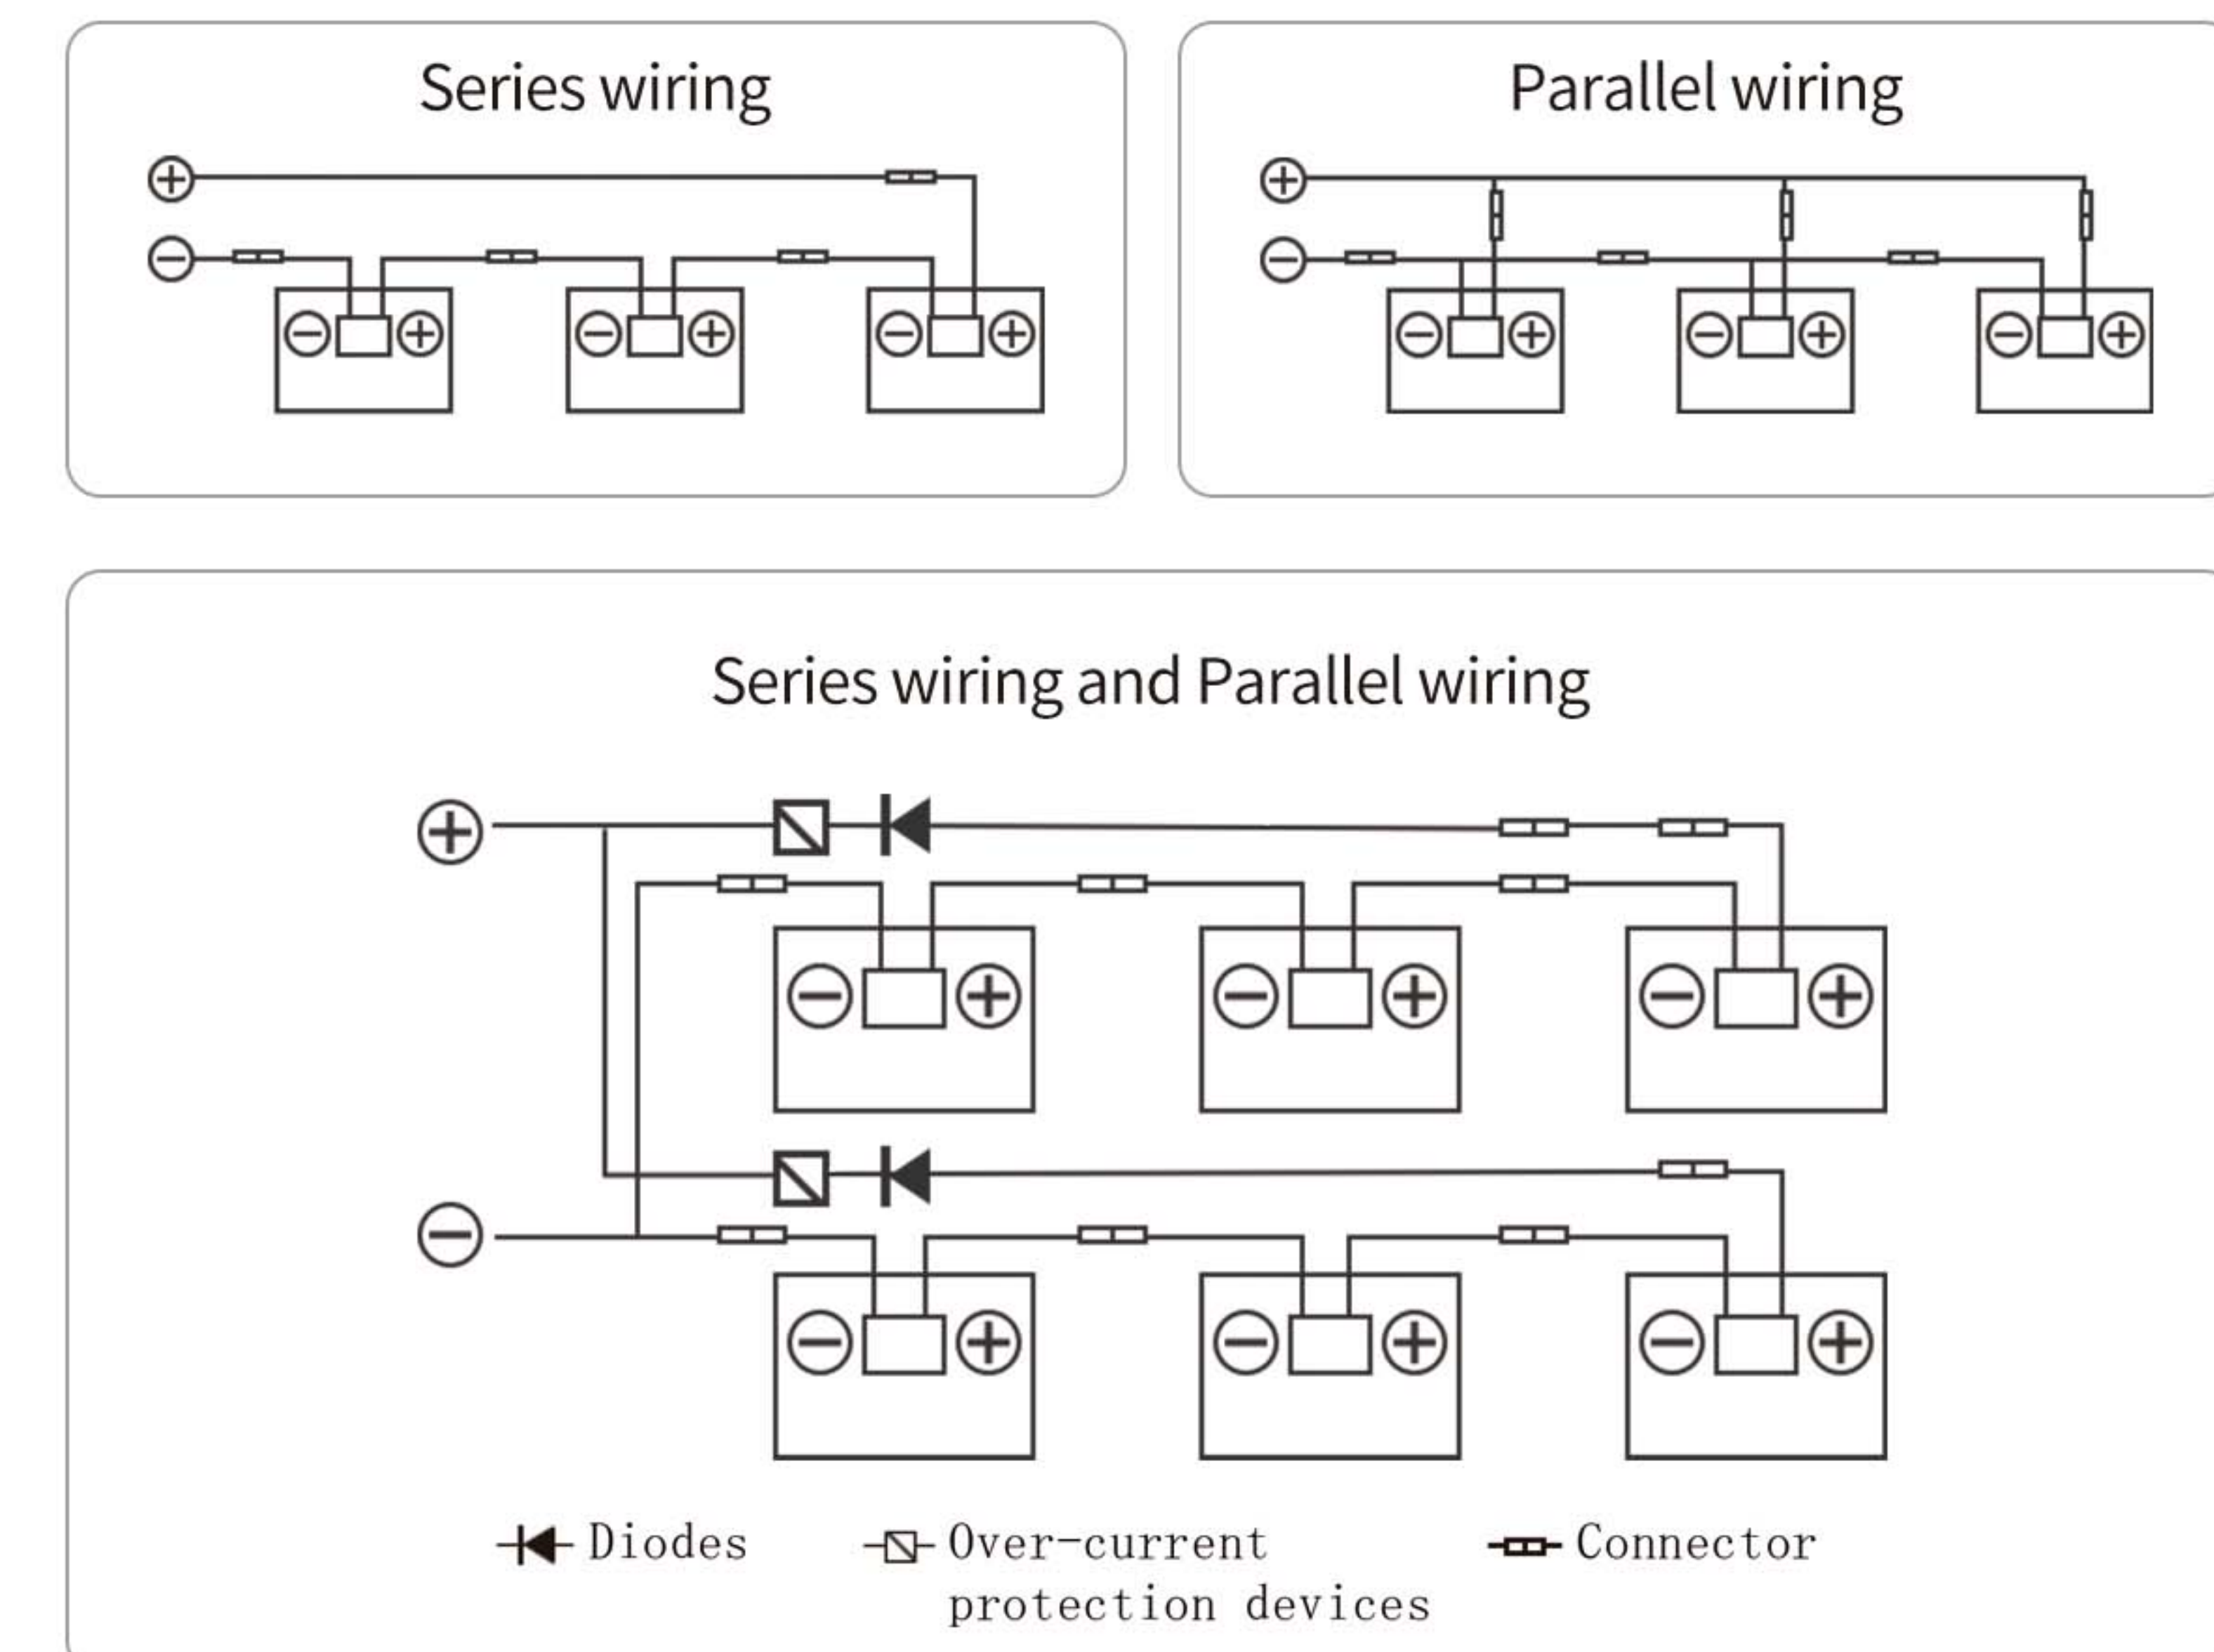 Series wiring
Parallel wiring
Series wiring and Parallel wiring
Diodes
Over-current
protection devices
Connector